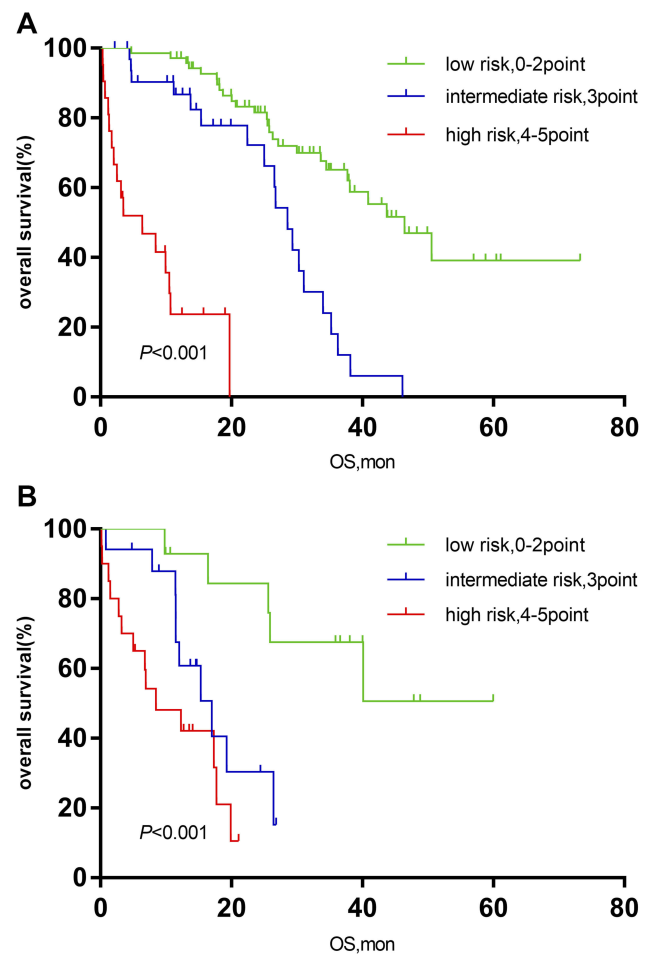 A
100
80
60
40
20
0
overall survival(%)
low risk,0-2point
intermediate risk,3point
high risk,4-5point
P<0.001
0 20 40 60 80
OS,mon
B
100
80
60
40
20
0
overall survival(%)
low risk,0-2point
intermediate risk,3point
high risk,4-5point
P<0.001
0 20 40 60 80
OS,mon